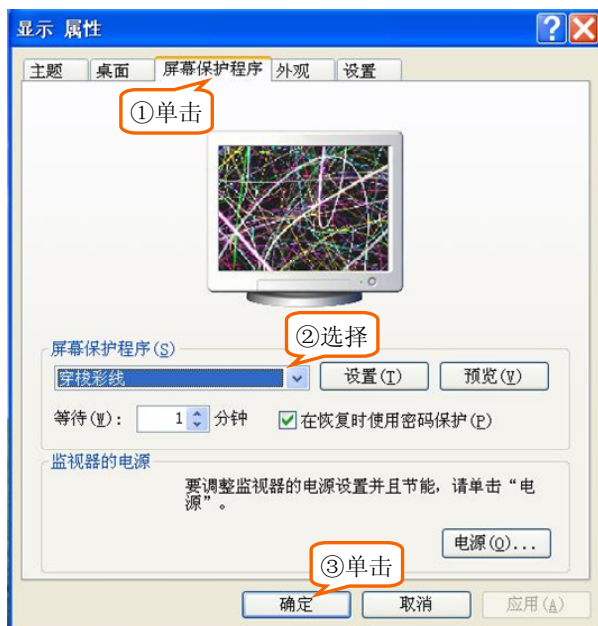 显示 属性
主题 桌面 屏幕保护程序 外观 设置
①单击
②选择
屏幕保护程序(S)
穿梭彩线 设置(T) 预览(V)
等待(W): 1 分钟 在恢复时使用密码保护(P)
监视器的电源
要调整监视器的电源设置并且节能，请单击“电
源”。
电源(O)...
③单击
确定 取消 应用(A)